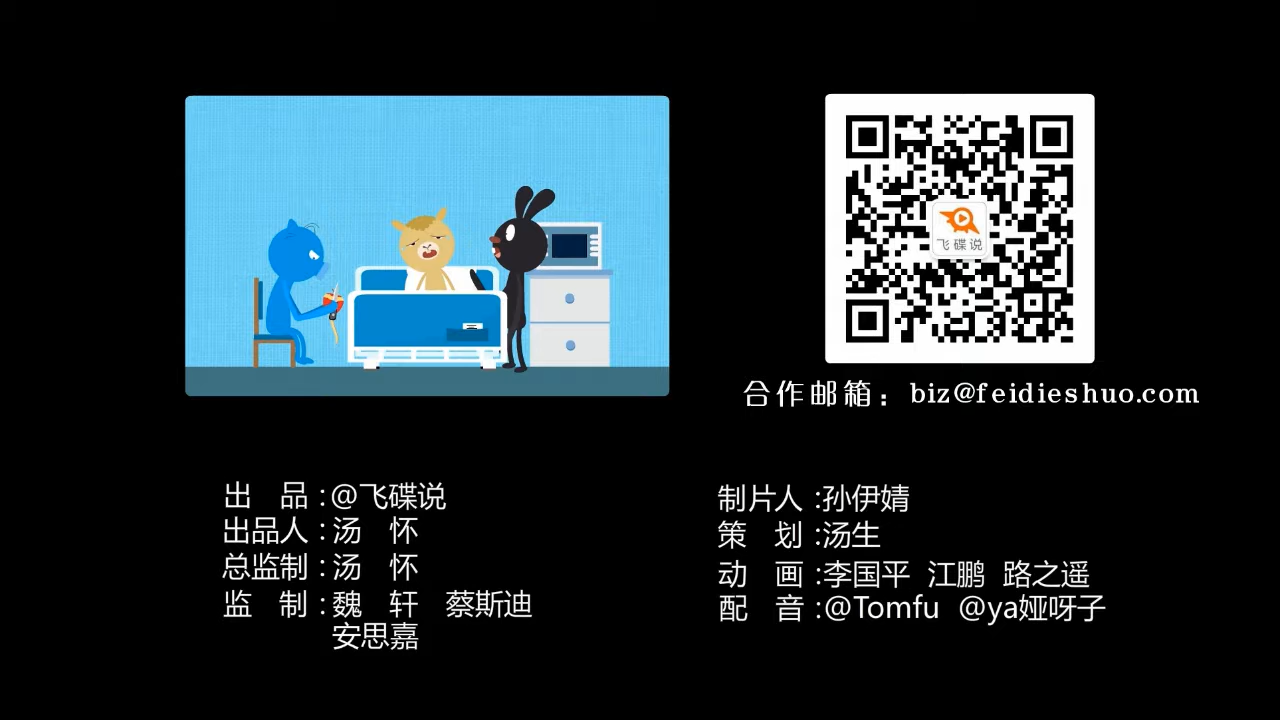 飞碟说
合作邮箱：biz@feidieshuo.com
出 品：@飞碟说
出品人：汤 怀
总监制：汤 怀
监 制：魏 轩 蔡斯迪
安思嘉
制片人：孙伊婧
策 划：汤生
动 画：李国平 江鹏 路之遥
配 音：@Tomfu @ya娅呀子